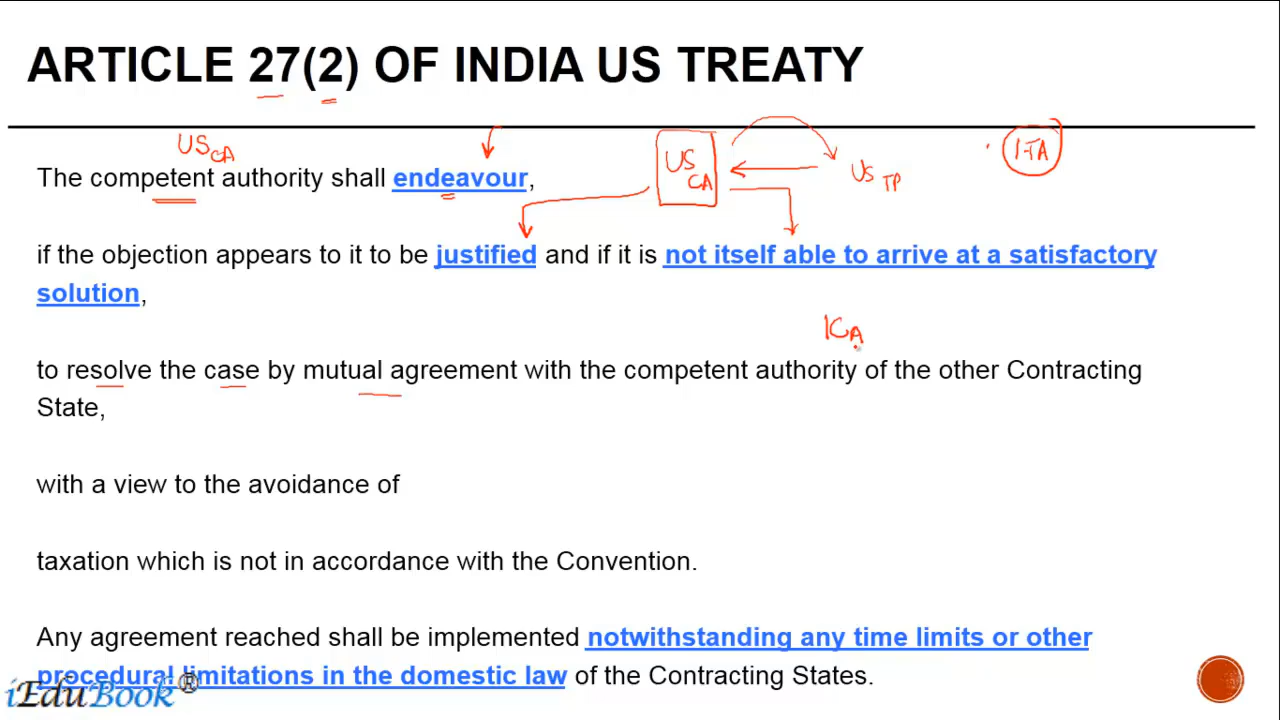 ARTICLE 27(2) OF INDIA US TREATY
US CA
US CA
US TP
ITA
The competent authority shall endeavour,
if the objection appears to it to be justified and if it is not itself able to arrive at a satisfactory
solution,
ICA
to resolve the case by mutual agreement with the competent authority of the other Contracting
State,
with a view to the avoidance of
taxation which is not in accordance with the Convention.
Any agreement reached shall be implemented notwithstanding any time limits or other
procedural limitations in the domestic law of the Contracting States.
iEduBook®